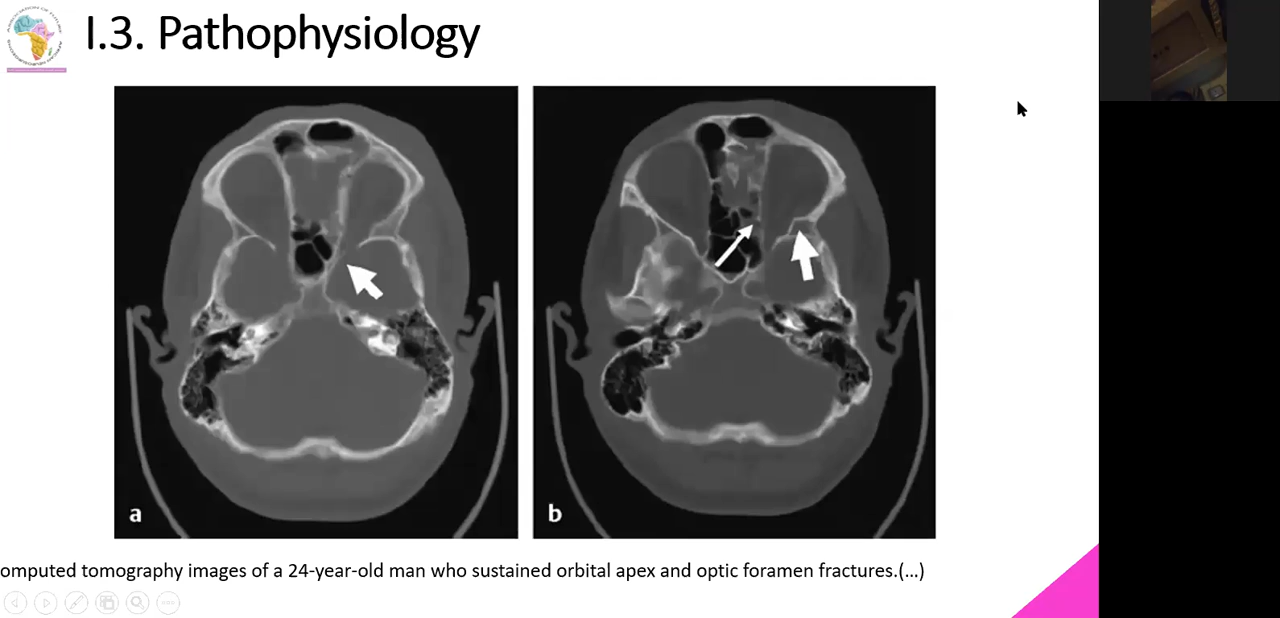 I.3. Pathophysiology
a
b
omputed tomography images of a 24-year-old man who sustained orbital apex and optic foramen fractures.(...)